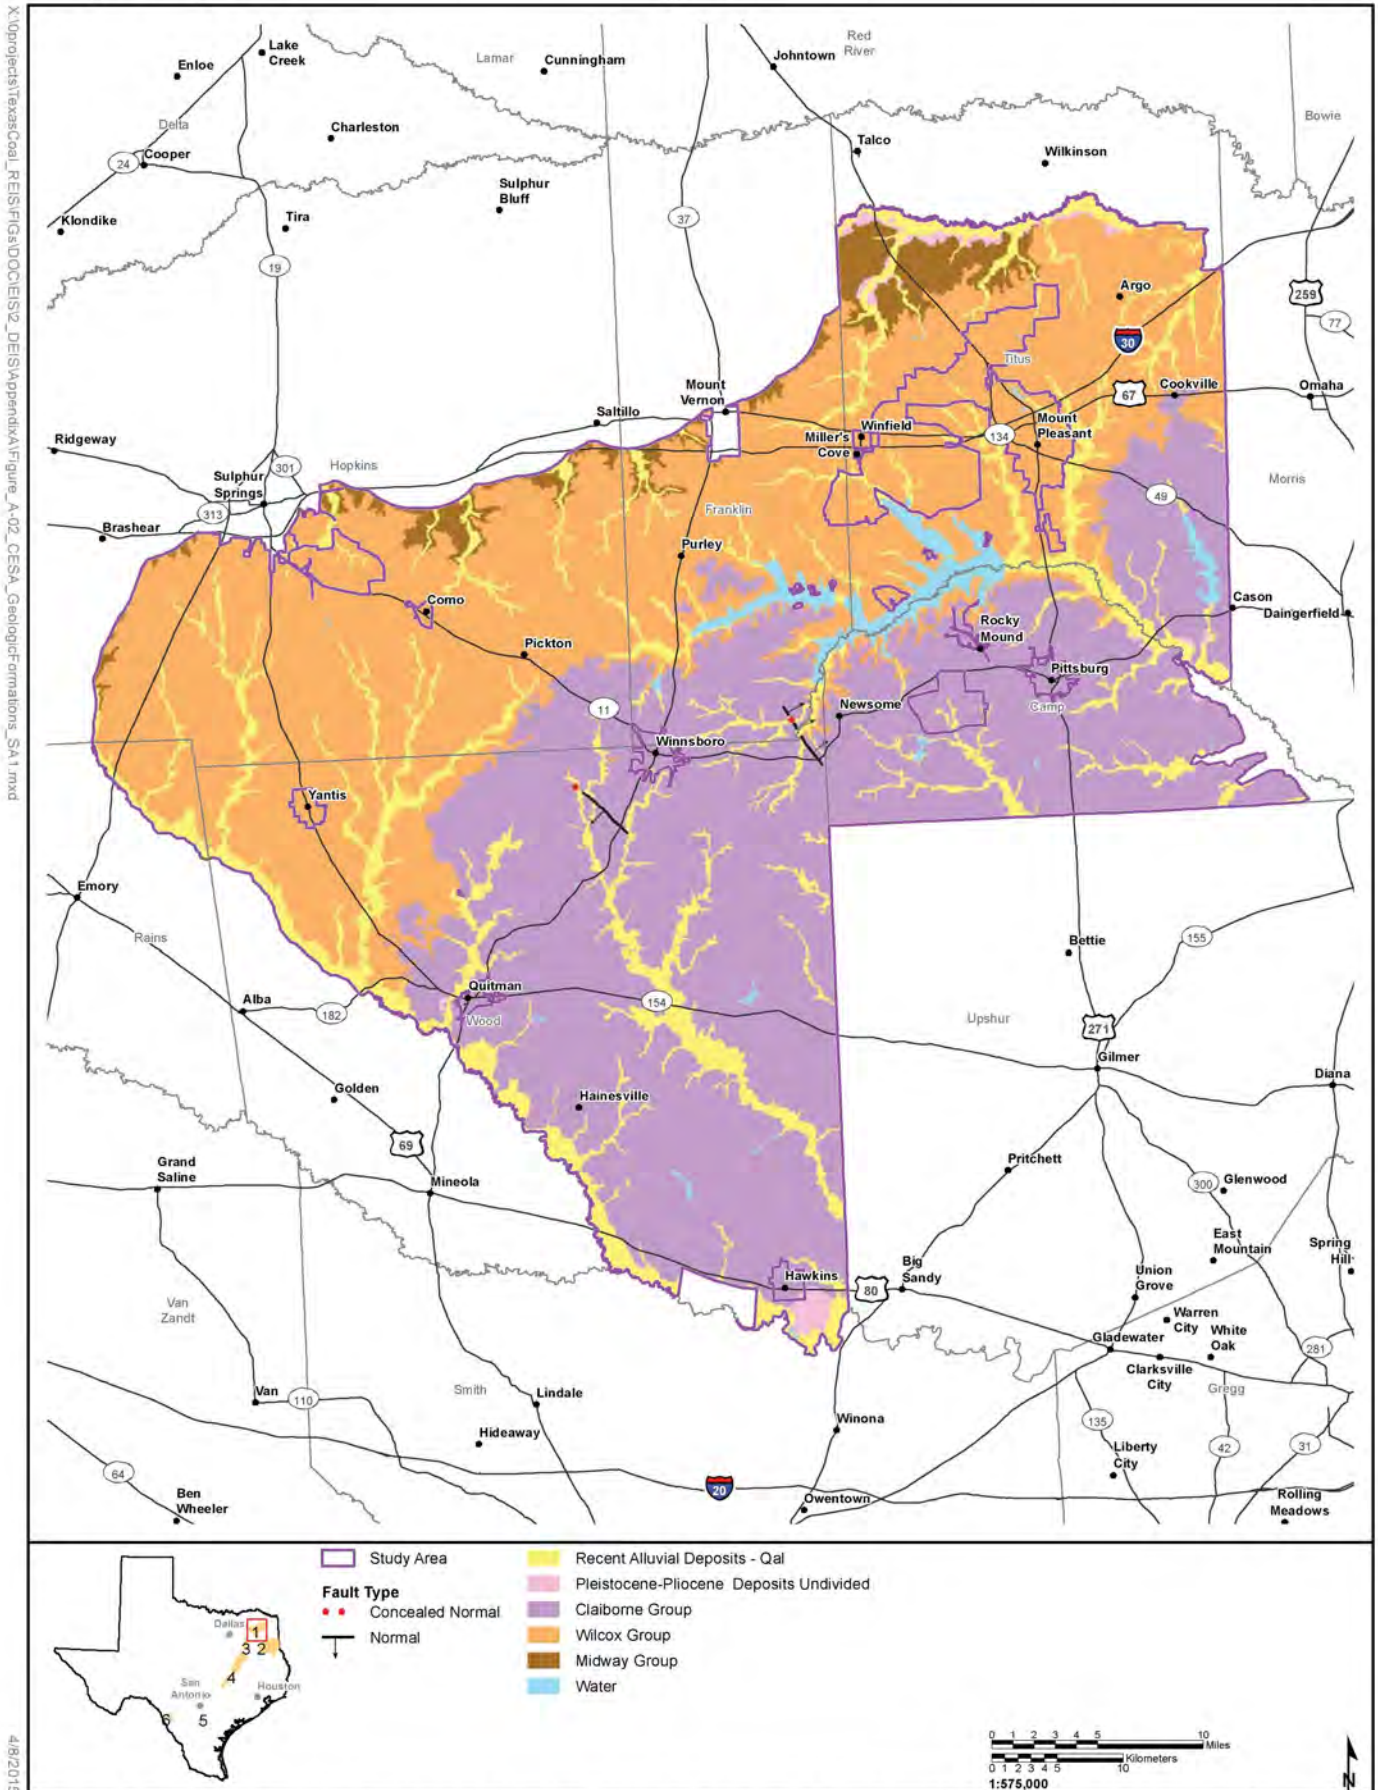 X:\0projects\TexasCoal_REIS\FIGs\DOC\EIS\2_DEIS\AppendixA\Figure_A-02_CESA_GeologicFormations_SA1.mxd
Lake
Creek
Enloe
Lamar
Cunningham
Johntown
Red
River
Bowie
Delta
Charleston
24
Cooper
Talco
Wilkinson
Sulphur
Bluff
Klondike
Tira
37
19
Argo
259
77
30
Titus
Mount
Vernon
67
Cookville
Omaha
Saltillo
Ridgeway
Miller's
Cove
Winfield
134
Mount
Pleasant
301
Hopkins
Sulphur
Springs
Morris
49
313
Franklin
Brashear
Purley
Como
Cason
Daingerfield
Rocky
Mound
Pickton
Pittsburg
11
Newsome
Camp
Winnsboro
Yantis
Emory
Rains
Bettie
155
Alba
182
Quitman
Wood
154
Upshur
271
Gilmer
Diana
Golden
Hainesville
69
Grand
Saline
Mineola
Pritchett
300
Glenwood
East
Mountain
Spring
Hill
Big
Sandy
Union
Grove
Hawkins
80
Van
Zandt
Warren
City
White
Oak
Gladewater
281
Clarksville
City
Smith
Gregg
Van
110
Lindale
Winona
135
Hideaway
Liberty
City
42
31
64
20
Ben
Wheeler
Owentown
Rolling
Meadows
Study Area
Fault Type
Concealed Normal
Normal
Recent Alluvial Deposits - Qal
Pleistocene-Pliocene Deposits Undivided
Claiborne Group
Wilcox Group
Midway Group
Water
Dallas
1
3 2
4
San
Antonio
Houston
6
5
0 1 2 3 4 5 10
Miles
Kilometers
0 1 2 3 4 5 10
1:575,000
N
4/8/2015